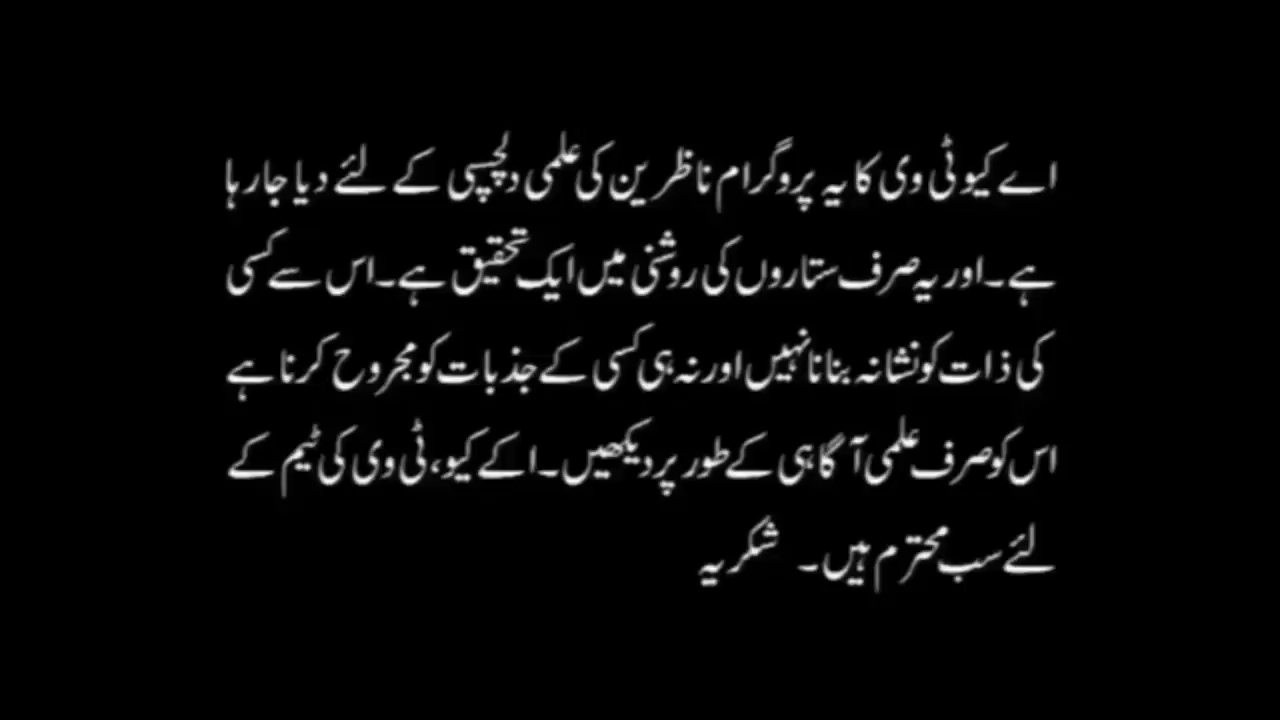 اے کیو ٹی وی کا یہ پروگرام ناظرین کی علمی دلچسپی کے لئے دیا جارہا
ہے۔ اور یہ صرف ستاروں کی روشنی میں ایک تحقیق ہے۔ اس سے کسی
کی ذات کو نشانہ بنانا نہیں اور نہ ہی کسی کے جذبات کو مجروح کرنا ہے
اس کو صرف علمی آگاہی کے طور پر دیکھیں۔ اکے کیو، ٹی وی کی ٹیم کے
لئے سب محترم ہیں۔ شکریہ